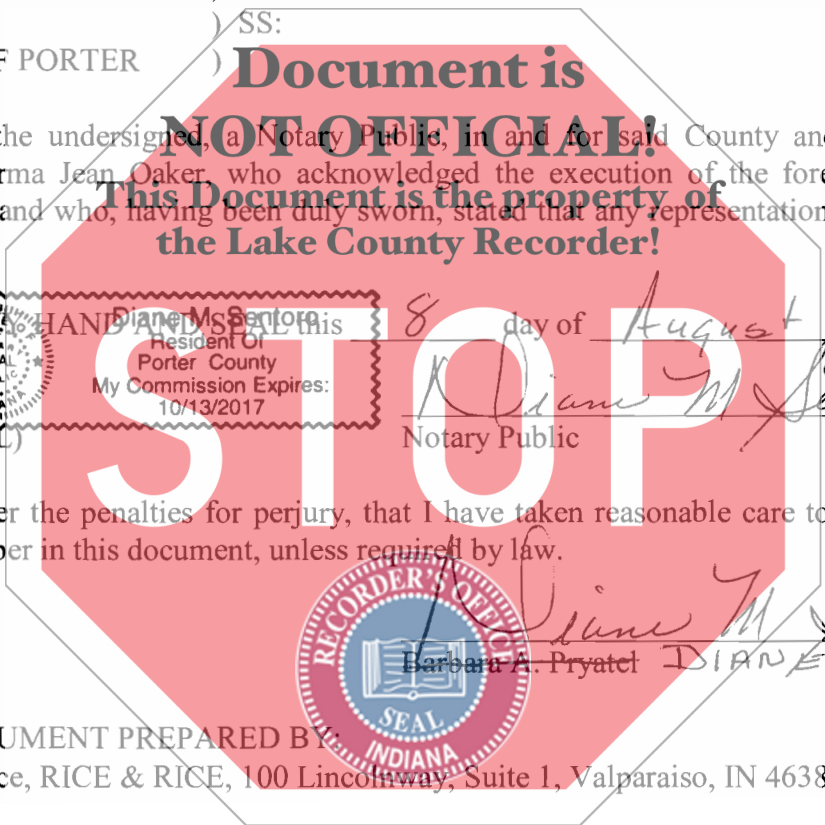 ) SS:
F PORTER )
Document is
NOT OFFICIAL!
the undersigned, a Notary Public, in and for said County an
rma Jean Oaker, who acknowledged the execution of the fore
This Document is the property of
and who, having been duly sworn, stated that any representation
the Lake County Recorder!
HAND AND SEAL this 8 day of August
Diane M. Sentoro
Resident Of
Porter County
My Commission Expires:
10/13/2017
Diane M Se
L)
Notary Public
STOP
er the penalties for perjury, that I have taken reasonable care to
ber in this document, unless required by law.
Diane M
Barbara A. Pryatel DIANE
RECORDER'S OFFICE
SEAL
INDIANA
UMENT PREPARED BY:
ce, RICE & RICE, 100 Lincolnway, Suite 1, Valparaiso, IN 4638